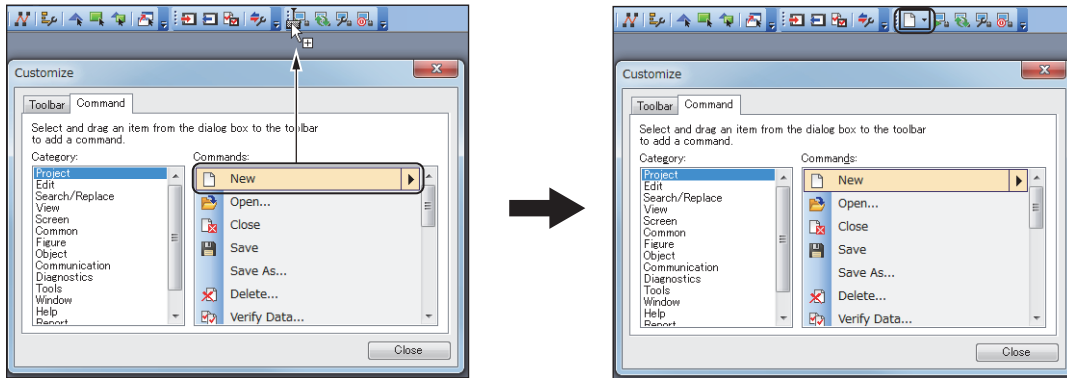 Customize
Toolbar Command
Select and drag an item from the dialog box to the toolbar
to add a command.
Category: Commands:
Project
Edit
Search/Replace
View
Screen
Common
Figure
Object
Communication
Diagnostics
Tools
Window
Help
Report
New
Open...
Close
Save
Save As...
Delete...
Verify Data...
Close
Customize
Toolbar Command
Select and drag an item from the dialog box to the toolbar
to add a command.
Category: Commands:
Project
Edit
Search/Replace
View
Screen
Common
Figure
Object
Communication
Diagnostics
Tools
Window
Help
Report
New
Open...
Close
Save
Save As...
Delete...
Verify Data...
Close